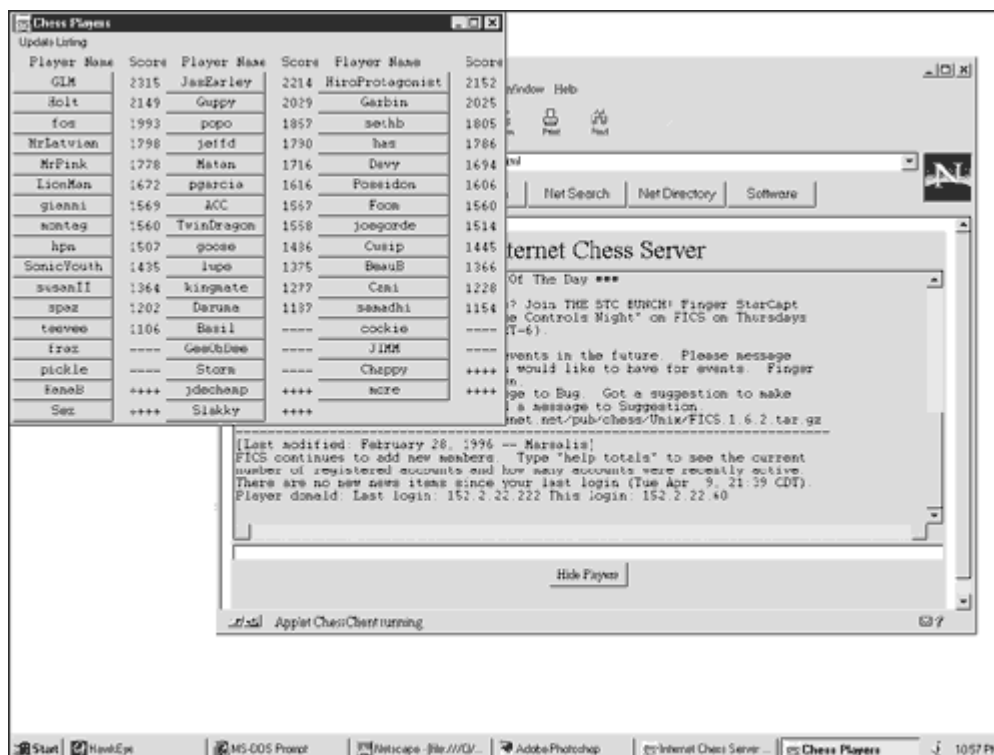 Chess Players
Update Listing
Player Name Score Player Name Score Player Name Score
GLM 2315 JasEarley 2214 HiroProtagonist 2152
Holt 2149 Guppy 2029 Garbin 2025
fos 1993 popo 1857 sethb 1805
MrLatvian 1798 jeffd 1790 has 1786
MrPink 1778 Matan 1716 Davy 1694
LionMan 1672 pgarcia 1616 Poseidon 1606
gianni 1569 ACC 1567 Foom 1560
montag 1560 TwinDragon 1558 joegorde 1514
hpn 1507 goose 1486 Cusip 1445
SonicYouth 1435 lupo 1375 BeauB 1366
susanII 1364 kingmate 1277 Cami 1228
spaz 1202 Daruma 1187 samadhi 1154
teevee 1106 Basil ---- cookie ----
---- GeeObDee ---- JIMM ----
pickle ---- Storm ---- Chappy ++++
++++ jdechamp ++++ more ++++
Sez ++++ Slakky ++++
Window Help
Print Find
Net Search Net Directory Software
ternet Chess Server
Of The Day ***
? Join THE STC BUNCH! Finger StarCapt
e Controls Night" on FICS on Thursdays
T-6).
vents in the future. Please message
would like to have for events. Finger
n.
ge to Bug. Got a suggestion to make
a message to Suggestion.
net.net/pub/chess/Unix/FICS.1.6.2.tar.gz
[Last modified: February 28, 1996 -- Marsalis]
FICS continues to add new members. Type "help totals" to see the current
number of registered accounts and how many accounts were recently active.
There are no new news items since your last login (Tue Apr 9, 21:39 CDT).
Player donald: Last login: 152.2.22.222 This login: 152.2.22.60
Hide Players
Applet ChessClient running
Start HawkEye MS-DOS Prompt Netscape - [file:///C|/... Adobe Photoshop Internet Chess Server ... Chess Players 10:57 P